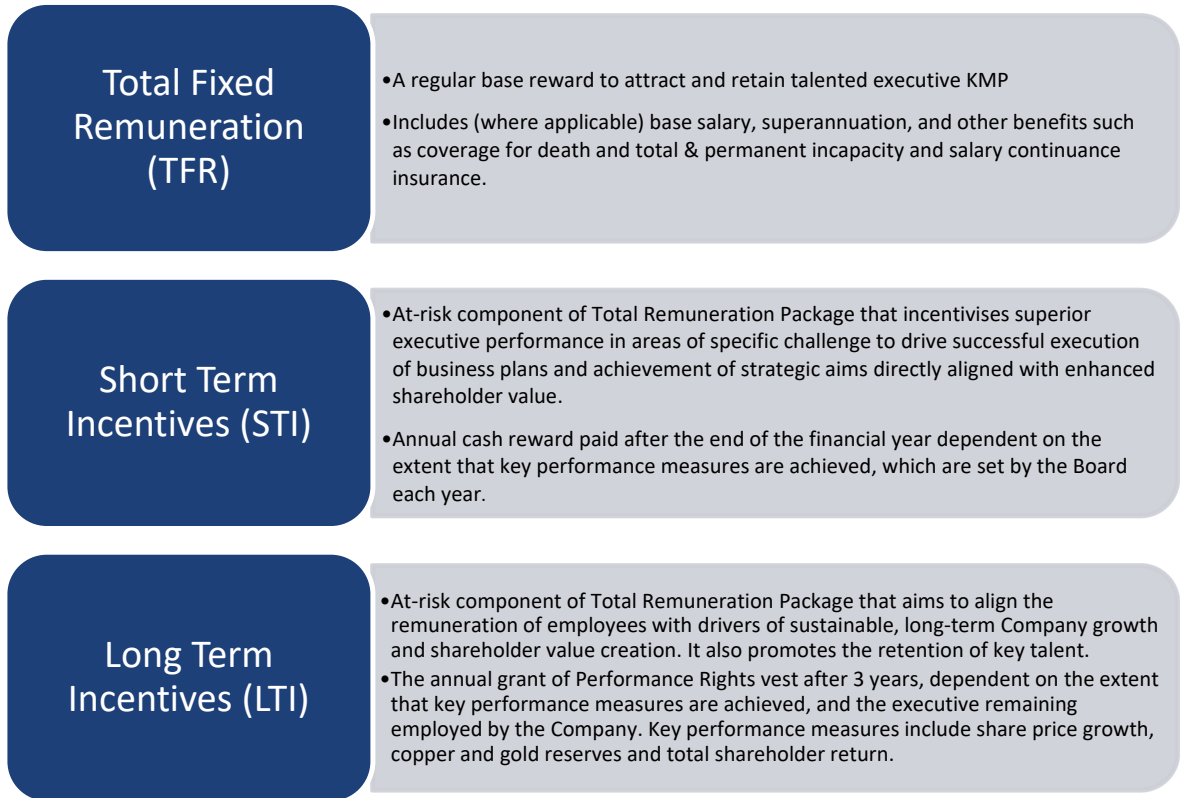 Total Fixed
Remuneration
(TFR)
•A regular base reward to attract and retain talented executive KMP
•Includes (where applicable) base salary, superannuation, and other benefits such
as coverage for death and total & permanent incapacity and salary continuance
insurance.
Short Term
Incentives (STI)
•At-risk component of Total Remuneration Package that incentivises superior
executive performance in areas of specific challenge to drive successful execution
of business plans and achievement of strategic aims directly aligned with enhanced
shareholder value.
•Annual cash reward paid after the end of the financial year dependent on the
extent that key performance measures are achieved, which are set by the Board
each year.
Long Term
Incentives (LTI)
•At-risk component of Total Remuneration Package that aims to align the
remuneration of employees with drivers of sustainable, long-term Company growth
and shareholder value creation. It also promotes the retention of key talent.
•The annual grant of Performance Rights vest after 3 years, dependent on the extent
that key performance measures are achieved, and the executive remaining
employed by the Company. Key performance measures include share price growth,
copper and gold reserves and total shareholder return.